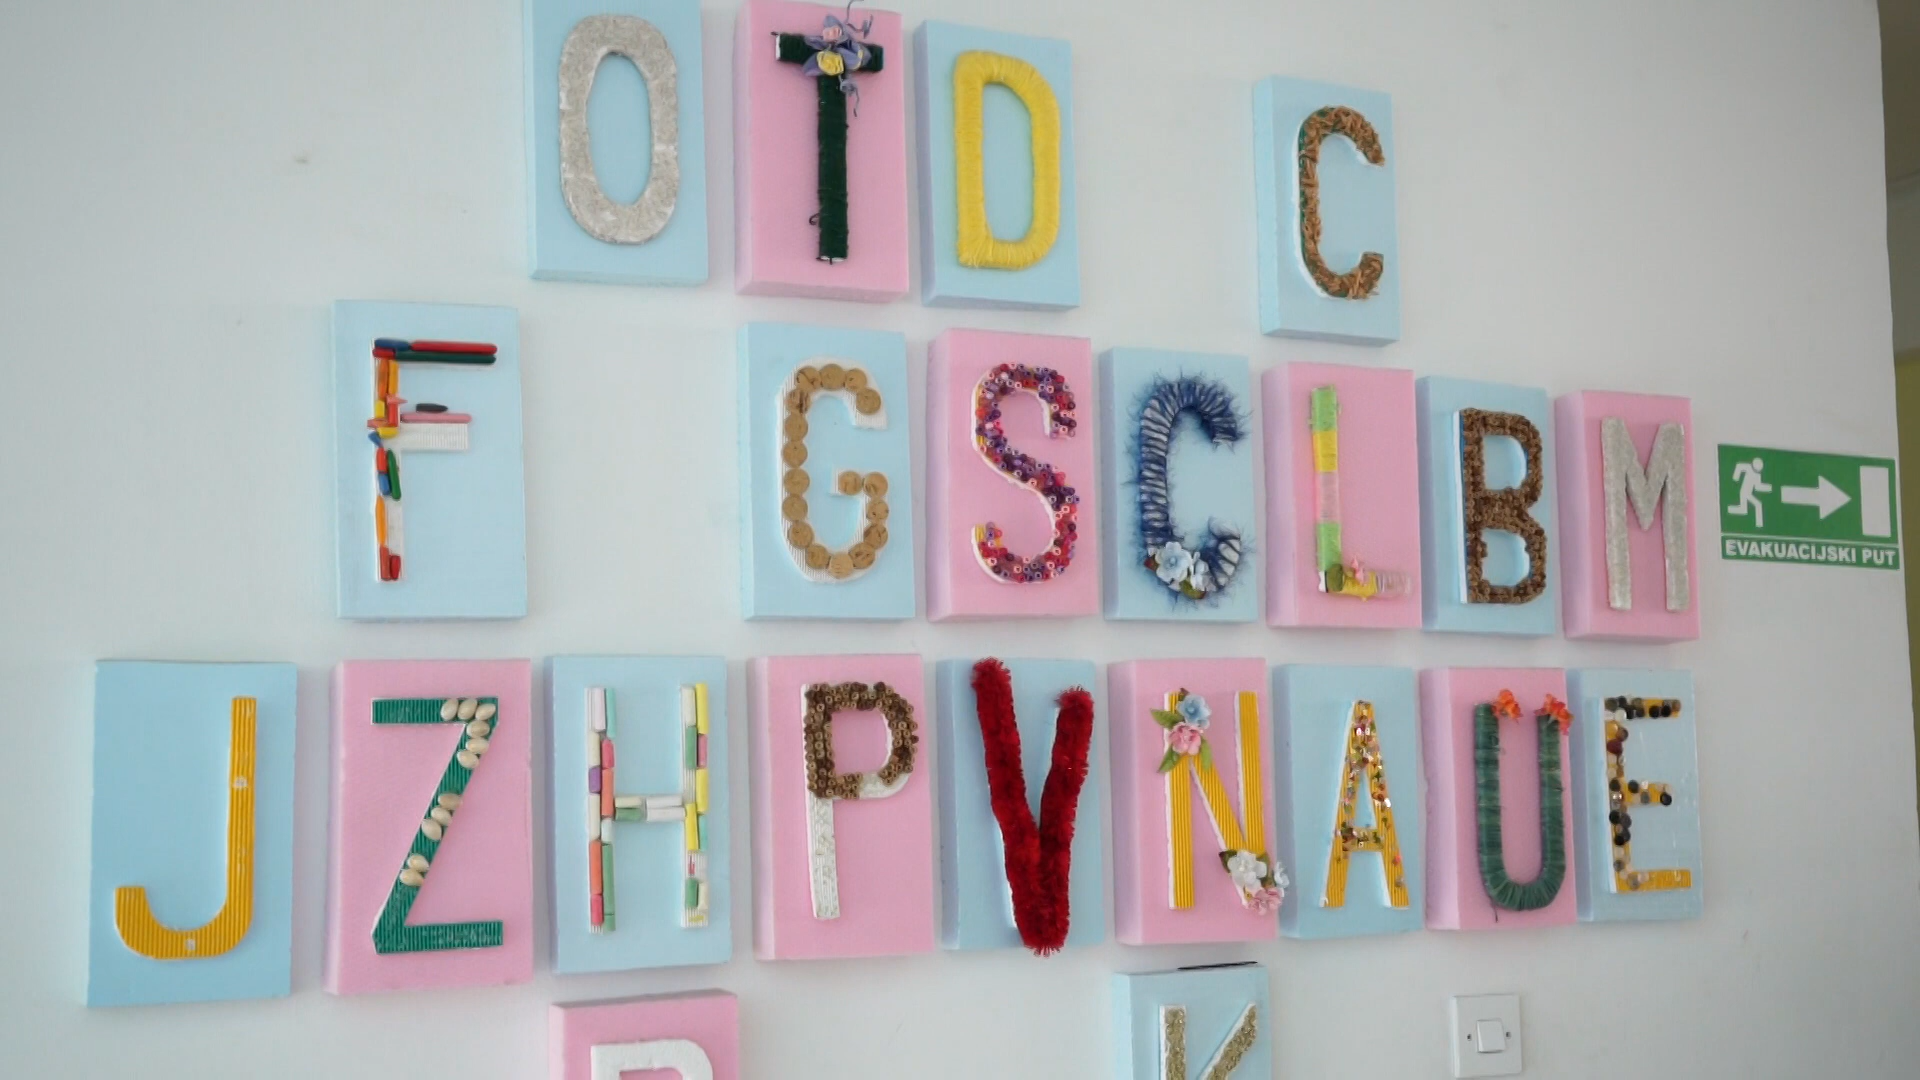 O T D C
F G S C L B M
EVAKUACIJSKI PUT
J Z H P V N A U E
K